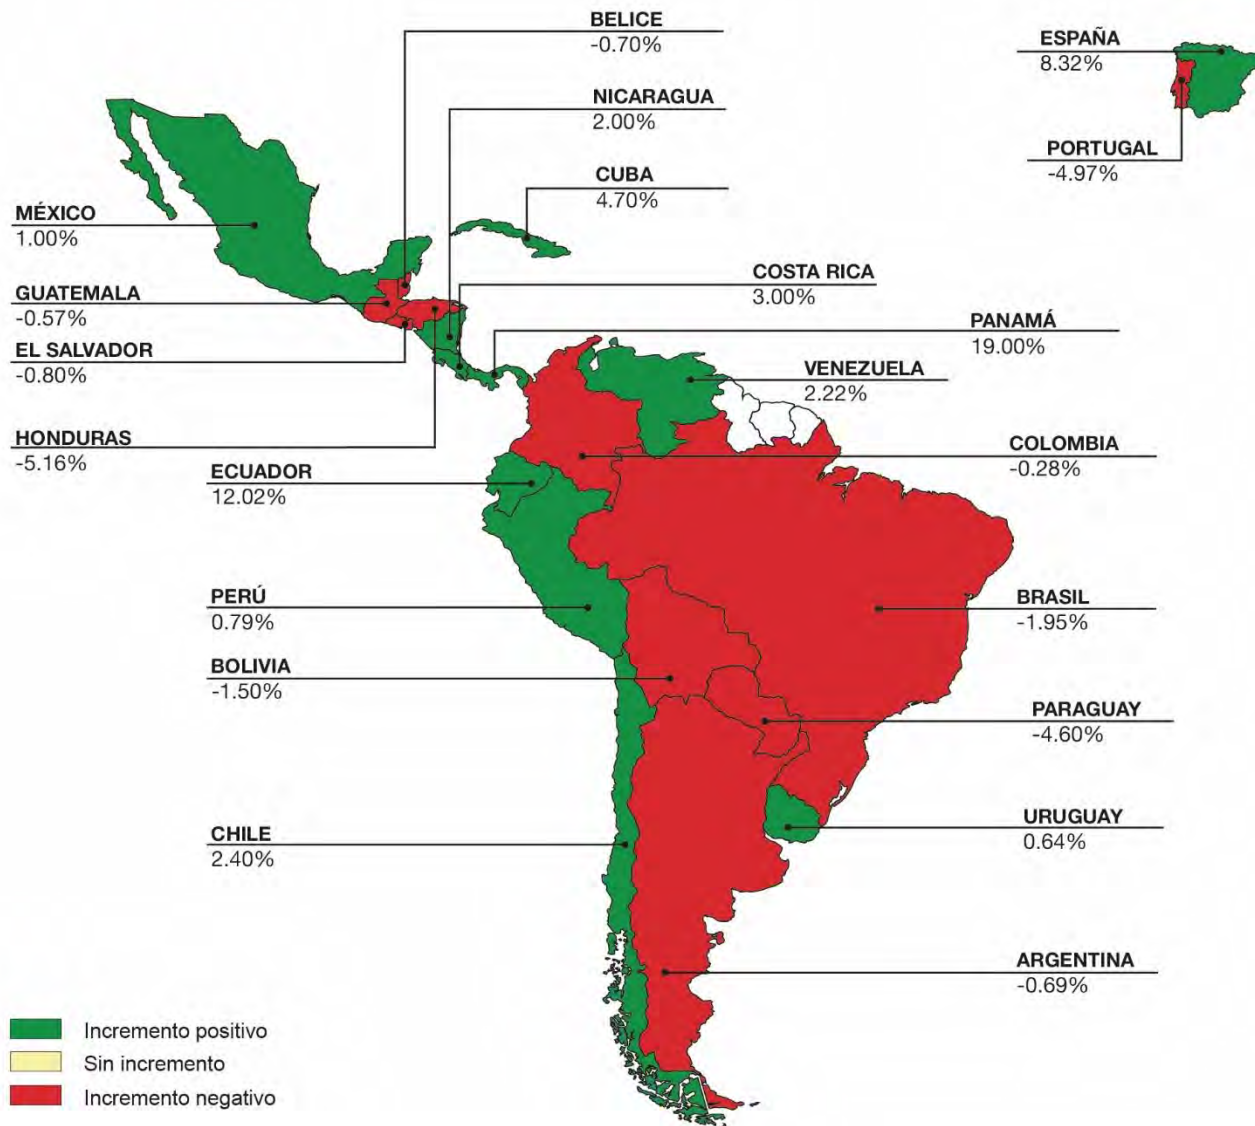 BELICE
-0.70%
ESPAÑA
8.32%
NICARAGUA
2.00%
PORTUGAL
-4.97%
CUBA
4.70%
MÉXICO
1.00%
COSTA RICA
3.00%
GUATEMALA
-0.57%
PANAMÁ
19.00%
EL SALVADOR
-0.80%
VENEZUELA
2.22%
HONDURAS
-5.16%
COLOMBIA
-0.28%
ECUADOR
12.02%
PERÚ
0.79%
BRASIL
-1.95%
BOLIVIA
-1.50%
PARAGUAY
-4.60%
URUGUAY
0.64%
CHILE
2.40%
ARGENTINA
-0.69%
Incremento positivo
Sin incremento
Incremento negativo